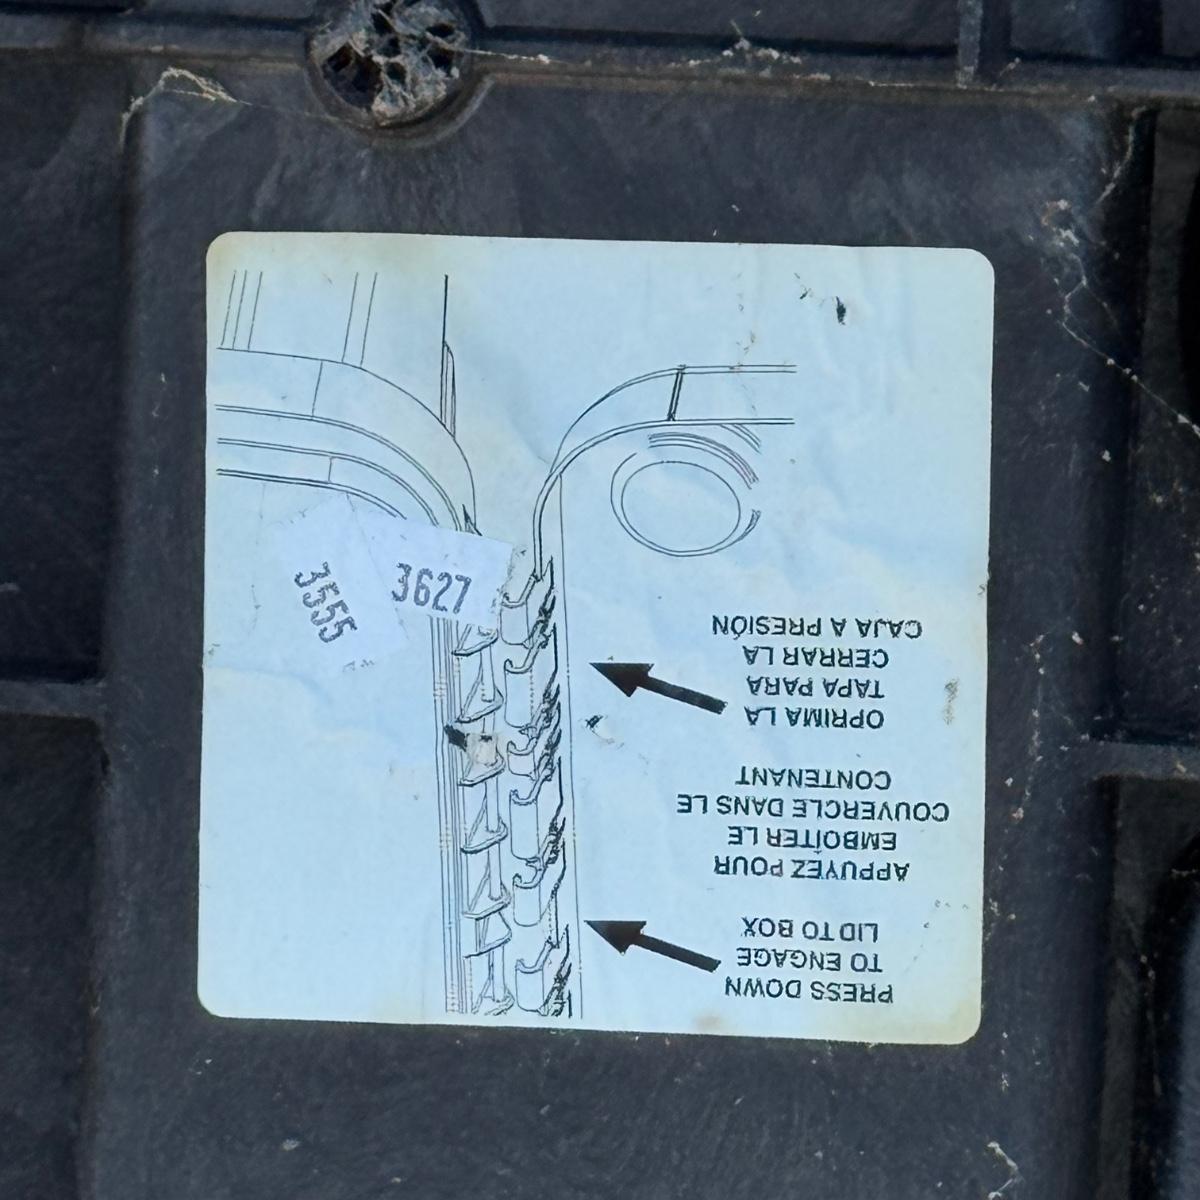 PRESS DOWN
TO ENGAGE
LID TO BOX
APPUYEZ POUR
EMBOÎTER LE
COUVERCLE DANS LE
CONTENANT
OPRIMA LA
TAPA PARA
CERRAR LA
CAJA A PRESIÓN
3627
3555